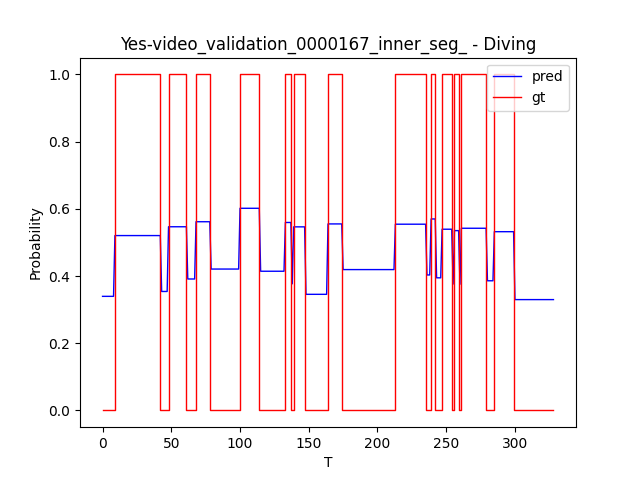 Yes-video_validation_0000167_inner_seg_ - Diving
pred
gt
1.0
0.8
0.6
0.4
0.2
0.0
Probability
0 50 100 150 200 250 300
T